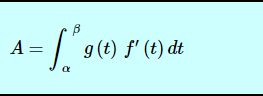 A = ∫_α^β g(t) f′(t) dt